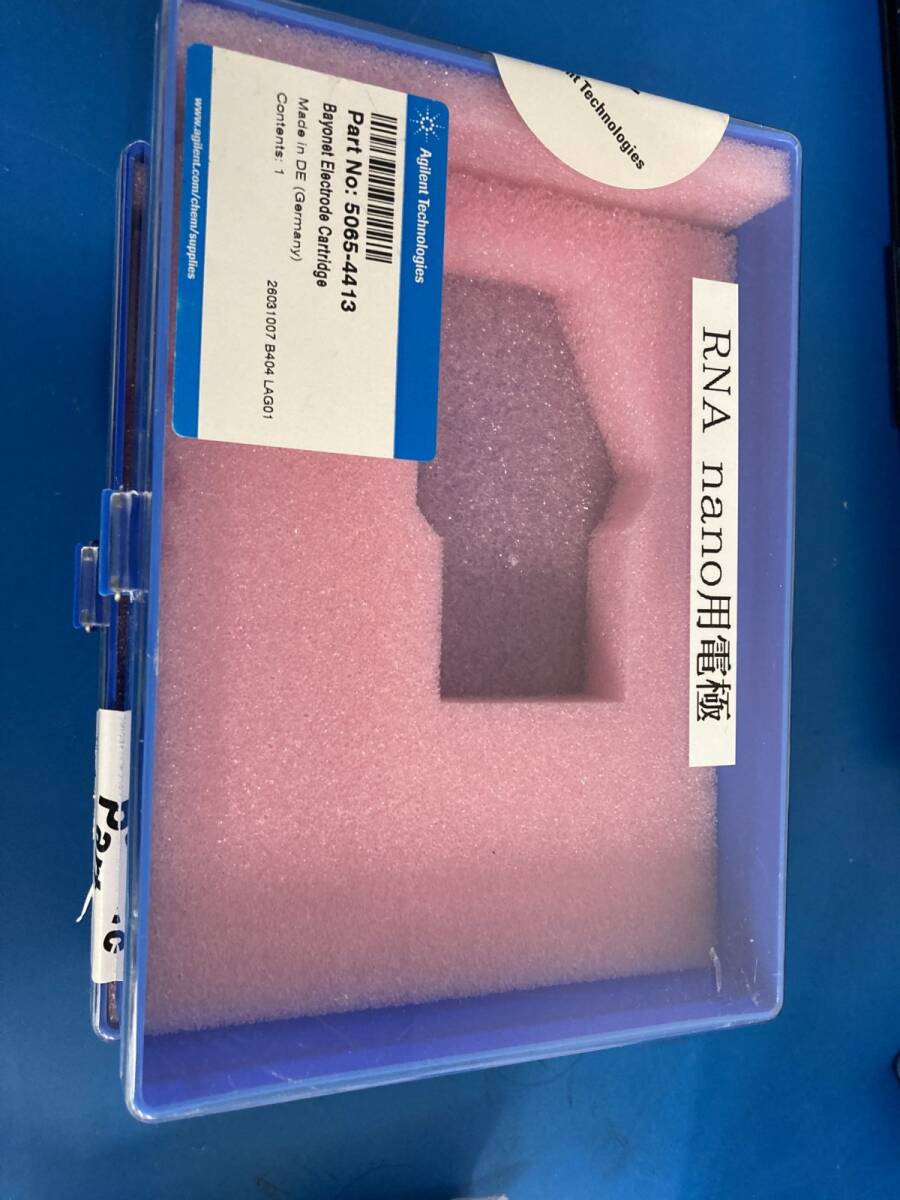 Agilent Technologies
Part No: 5065-4413
Bayonet Electrode Cartridge
Made in DE (Germany)
Contents: 1
26031007 B404 LAG01
www.agilent.com/chem/supplies
Technologies
RNA nano用電極